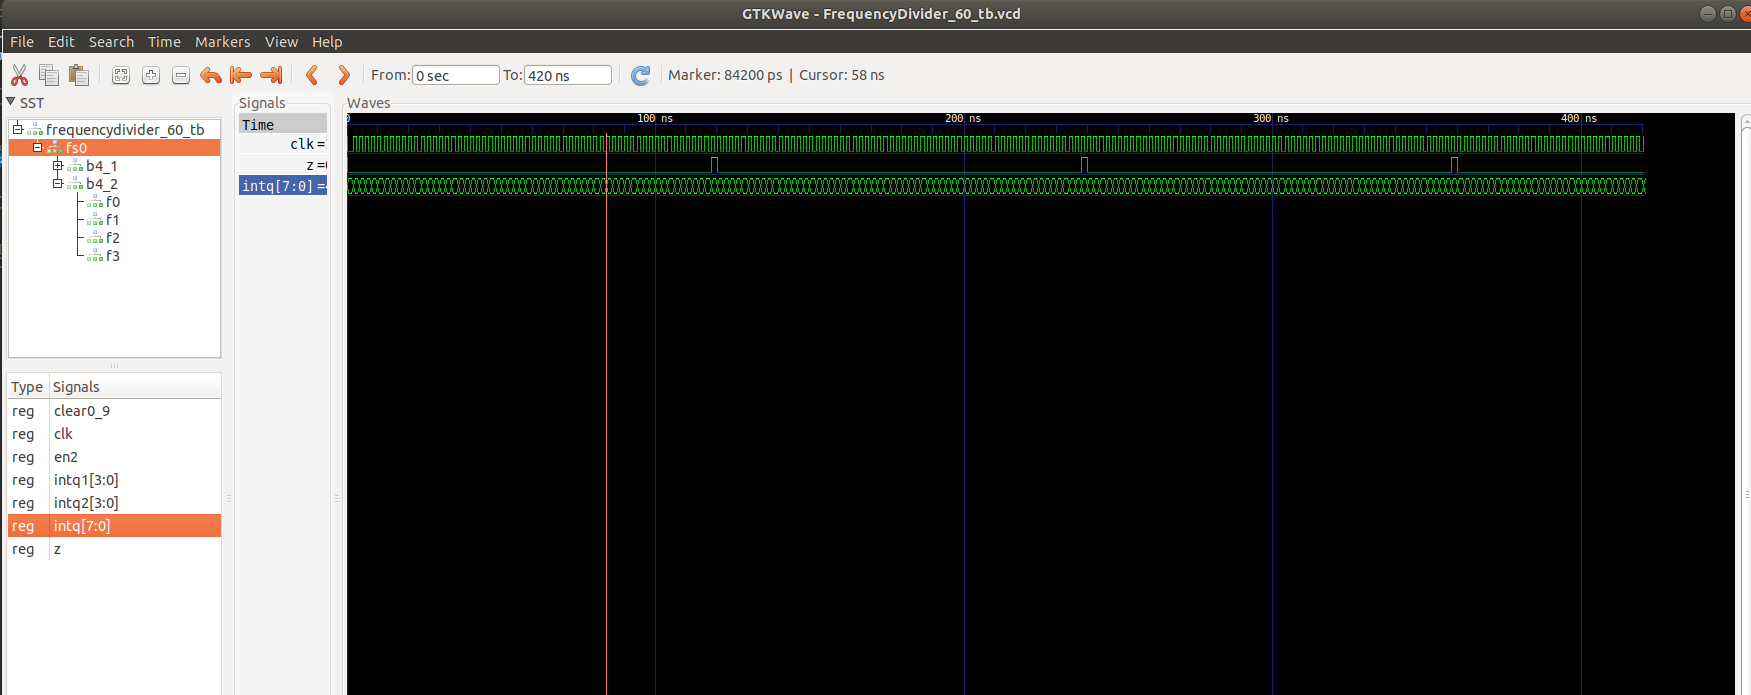 GTKWave - FrequencyDivider_60_tb.vcd
File Edit Search Time Markers View Help
From: 0 sec To: 420 ns Marker: 84200 ps | Cursor: 58 ns
SST
frequencydivider_60_tb
fs0
b4_1
b4_2
f0
f1
f2
f3
Type Signals
reg clear0_9
reg clk
reg en2
reg intq1[3:0]
reg intq2[3:0]
reg intq[7:0]
reg z
Signals
Time
clk =
z =
intq[7:0] =
Waves
0 100 ns 200 ns 300 ns 400 ns